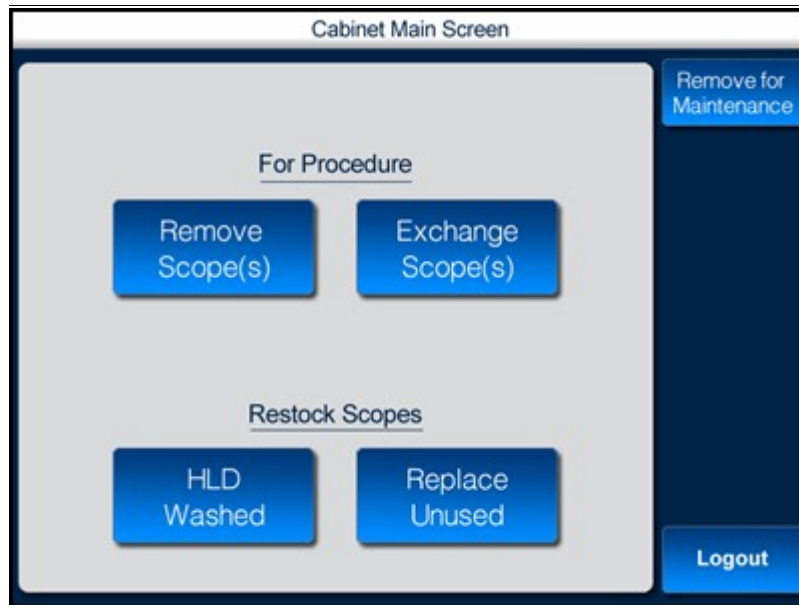 Cabinet Main Screen
Remove for
Maintenance
For Procedure
Remove
Scope(s)
Exchange
Scope(s)
Restock Scopes
HLD
Washed
Replace
Unused
Logout